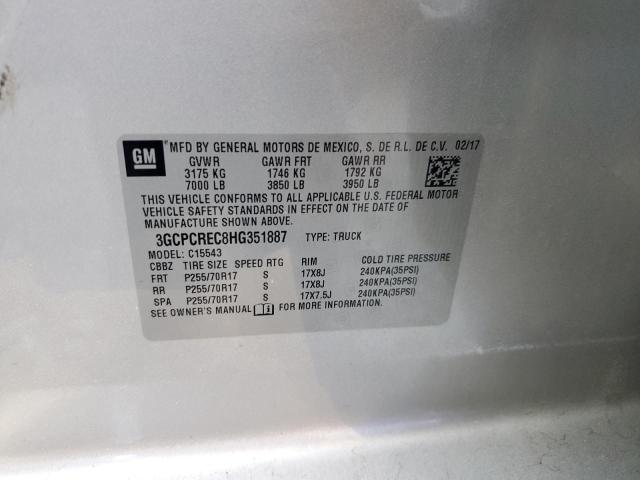 GM MFD BY GENERAL MOTORS DE MEXICO, S. DE R.L. DE C.V. 02/17
GVWR GAWR FRT GAWR RR
3175 KG 1746 KG 1792 KG
7000 LB 3850 LB 3950 LB
THIS VEHICLE CONFORMS TO ALL APPLICABLE U.S. FEDERAL MOTOR
VEHICLE SAFETY STANDARDS IN EFFECT ON THE DATE OF
MANUFACTURE SHOWN ABOVE.
3GCPCREC8HG351887 TYPE: TRUCK
MODEL: C15543
CBBZ TIRE SIZE SPEED RTG RIM COLD TIRE PRESSURE
FRT P255/70R17 S 17X8J 240KPA(35PSI)
RR P255/70R17 S 17X8J 240KPA(35PSI)
SPA P255/70R17 S 17X7.5J 240KPA(35PSI)
SEE OWNER'S MANUAL FOR MORE INFORMATION.